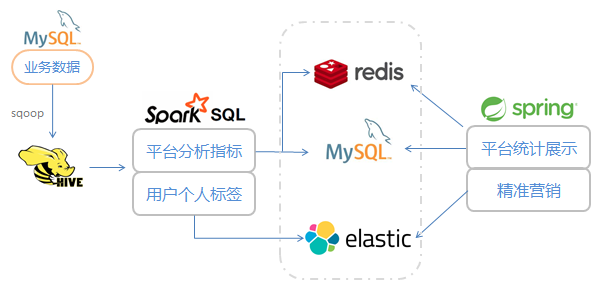 MySQL
业务数据
sqoop
HIVE
Spark SQL
平台分析指标
用户个人标签
redis
MySQL
elastic
spring
平台统计展示
精准营销